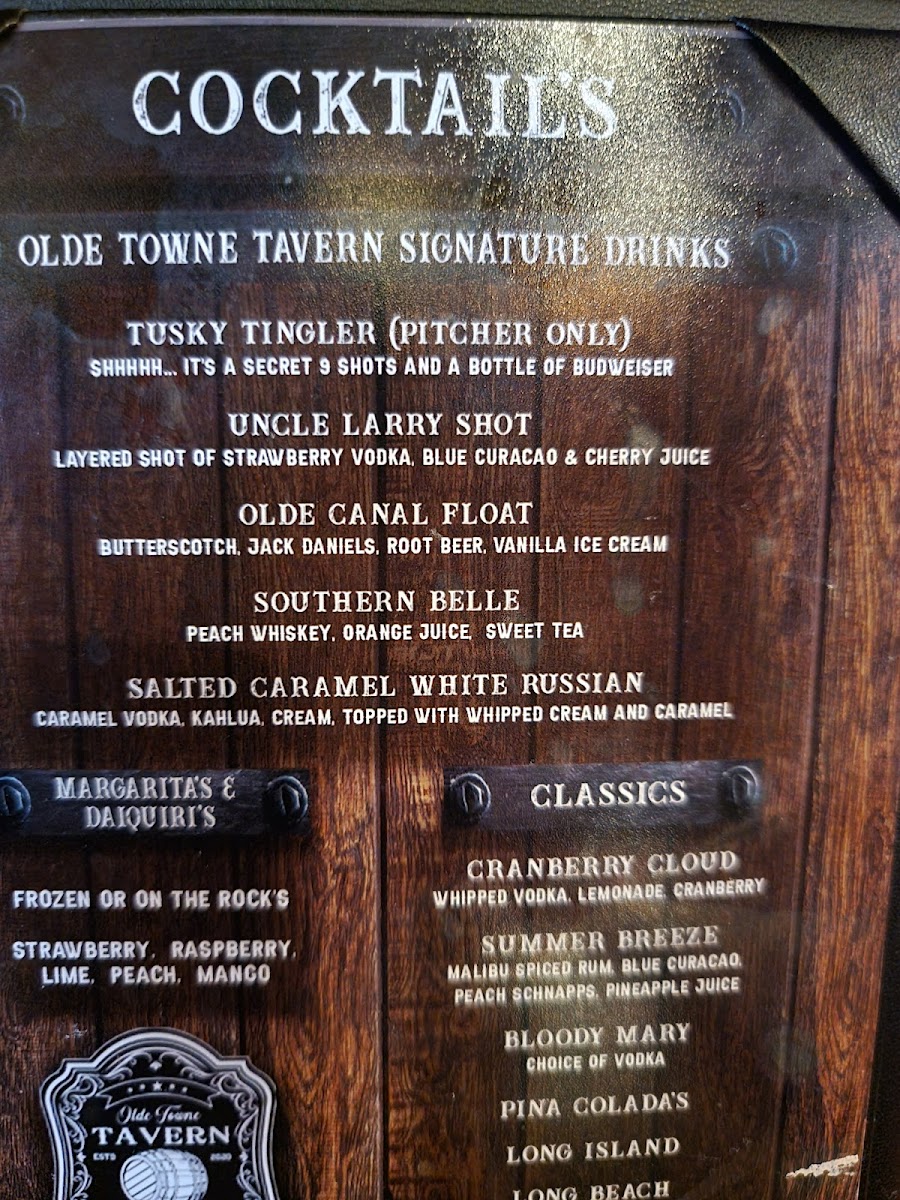 COCKTAIL'S
OLDE TOWNE TAVERN SIGNATURE DRINKS
TUSKY TINGLER (PITCHER ONLY)
SHHHHH... IT'S A SECRET 9 SHOTS AND A BOTTLE OF BUDWEISER
UNCLE LARRY SHOT
LAYERED SHOT OF STRAWBERRY VODKA, BLUE CURACAO & CHERRY JUICE
OLDE CANAL FLOAT
BUTTERSCOTCH, JACK DANIELS, ROOT BEER, VANILLA ICE CREAM
SOUTHERN BELLE
PEACH WHISKEY, ORANGE JUICE, SWEET TEA
SALTED CARAMEL WHITE RUSSIAN
CARAMEL VODKA, KAHLUA, CREAM, TOPPED WITH WHIPPED CREAM AND CARAMEL
MARGARITA'S &
DAIQUIRI'S
FROZEN OR ON THE ROCK'S
STRAWBERRY, RASPBERRY,
LIME, PEACH, MANGO
Olde Towne
TAVERN
ESTD 2020
CLASSICS
CRANBERRY CLOUD
WHIPPED VODKA, LEMONADE, CRANBERRY
SUMMER BREEZE
MALIBU SPICED RUM, BLUE CURACAO,
PEACH SCHNAPPS, PINEAPPLE JUICE
BLOODY MARY
CHOICE OF VODKA
PINA COLADA'S
LONG ISLAND
LONG BEACH